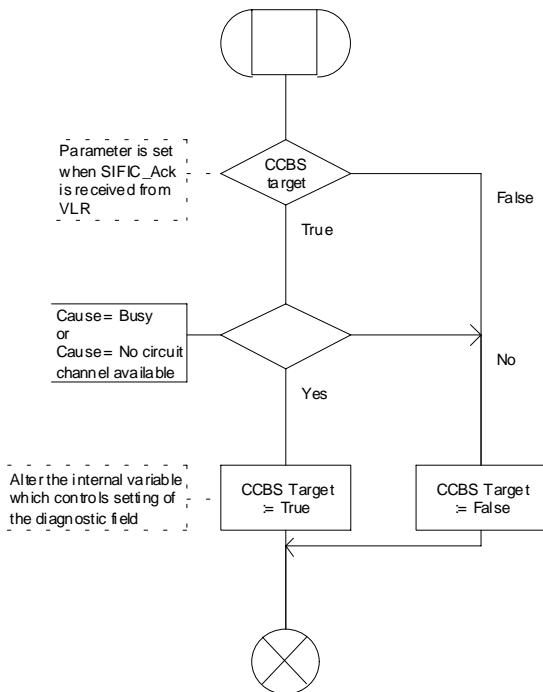 Parameter is set
when SIFIC_Ack
is received from
VLR
CCBS
target
False
True
Cause= Busy
or
Cause= No circuit
channel available
No
Yes
Alter the internal variable
which controls setting of
the diagnostic field
CCBS Target
:= True
CCBS Target
:= False